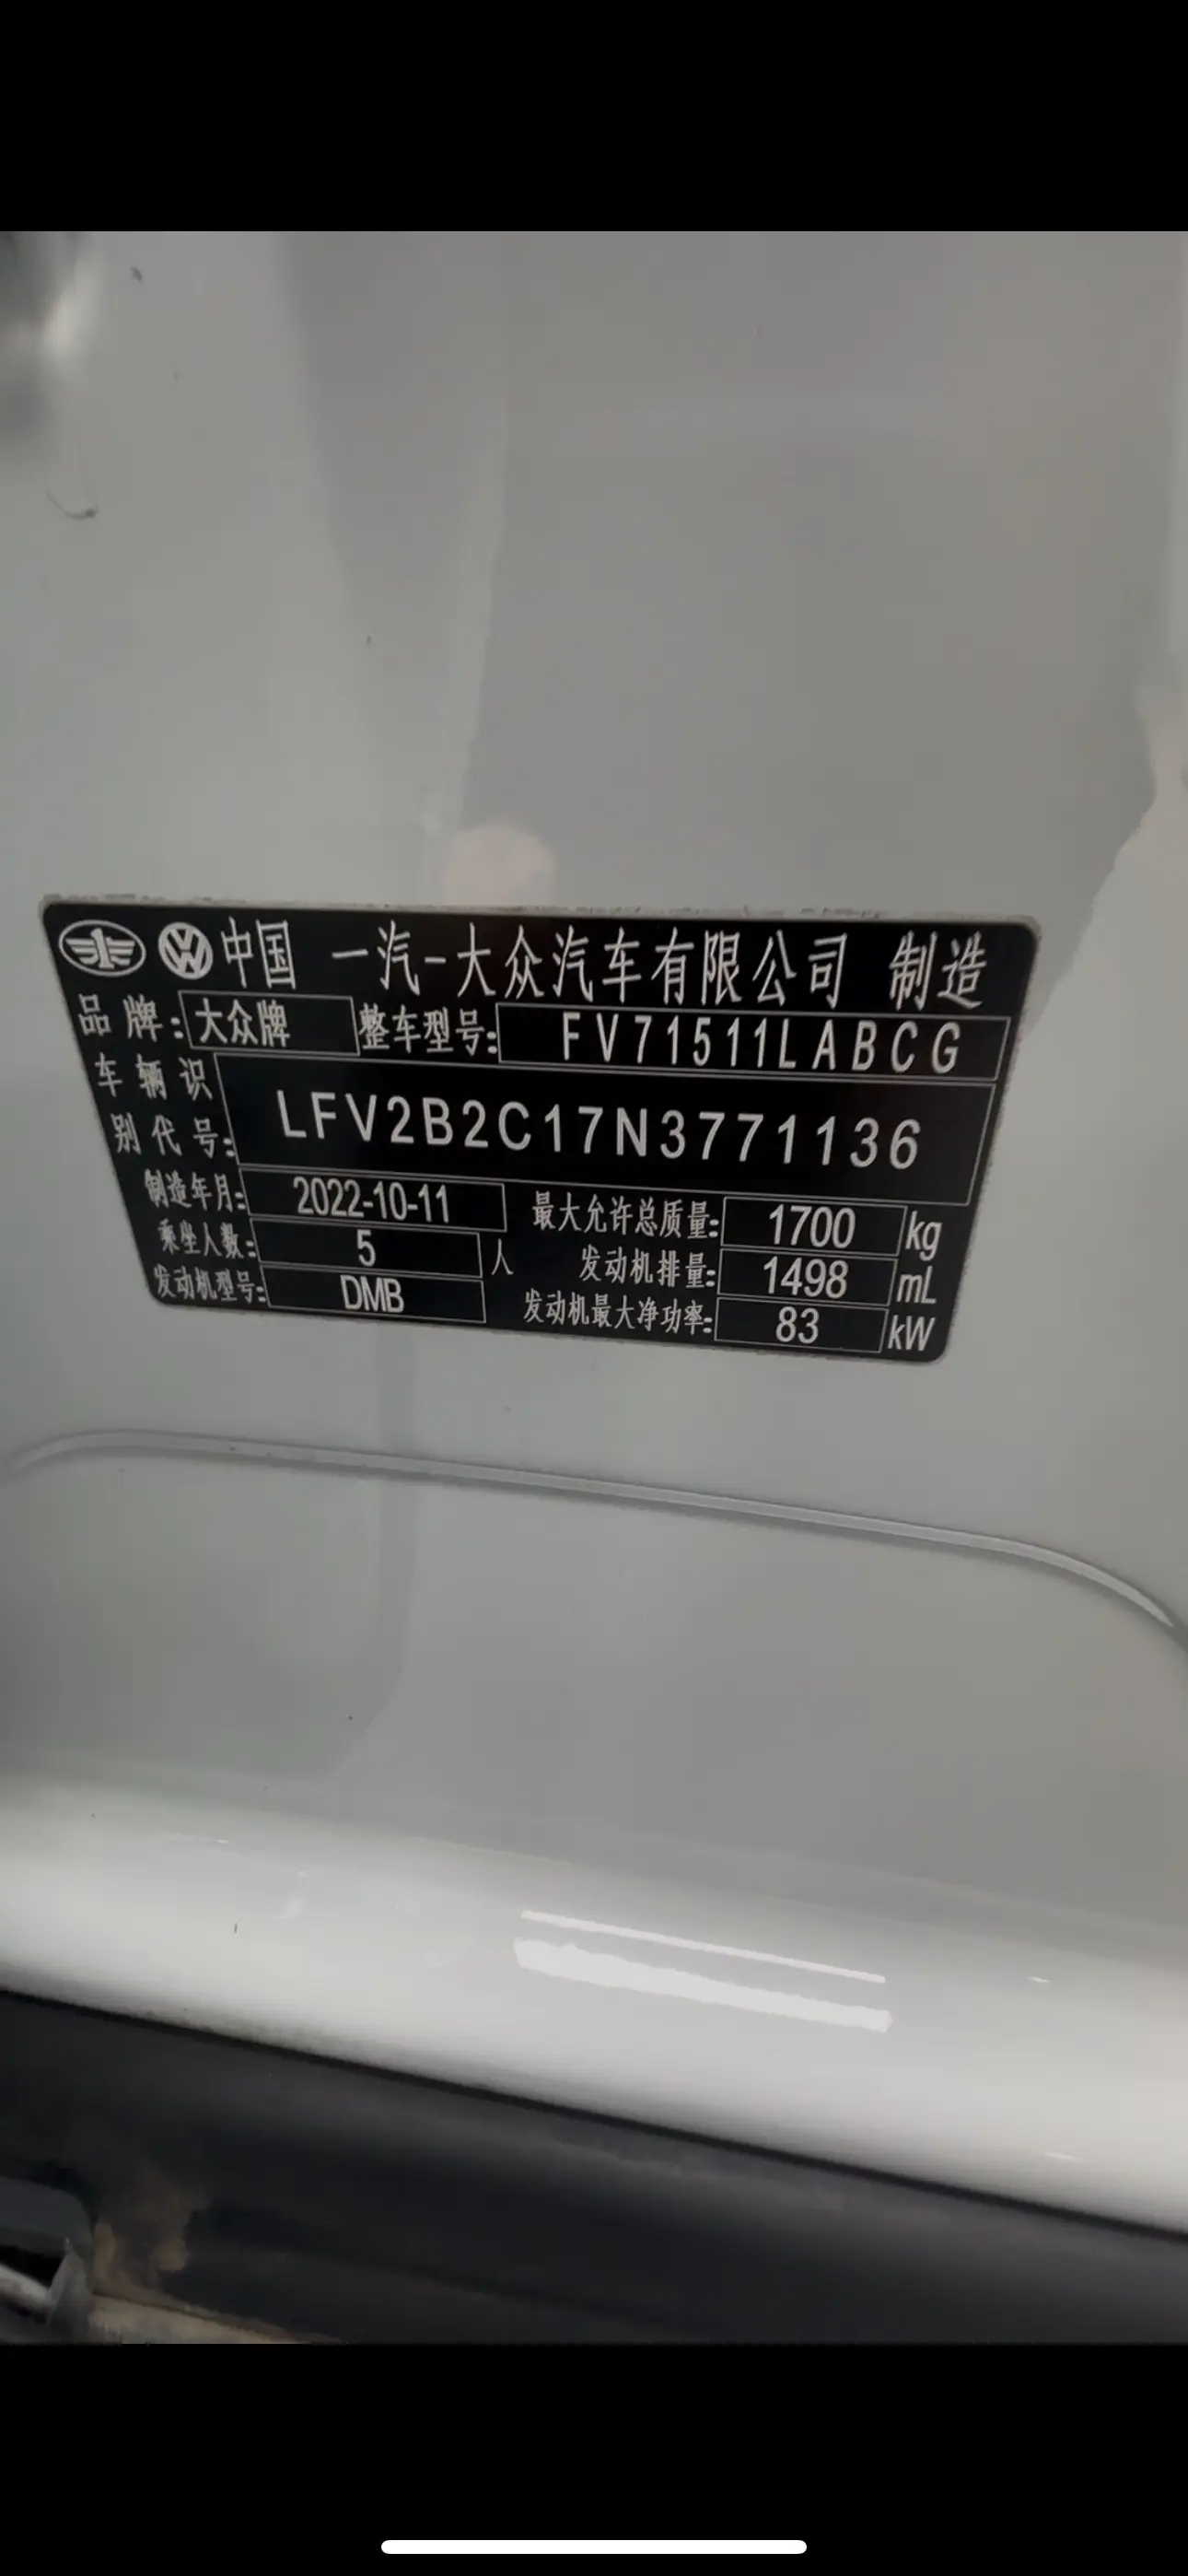 中国 一汽-大众汽车有限公司 制造
品牌: 大众牌 整车型号: FV71511LABCG
车辆识别代号: LFV2B2C17N3771136
制造年月: 2022-10-11 最大允许总质量: 1700 kg
乘坐人数: 5 人 发动机排量: 1498 mL
发动机型号: DMB 发动机最大净功率: 83 kW